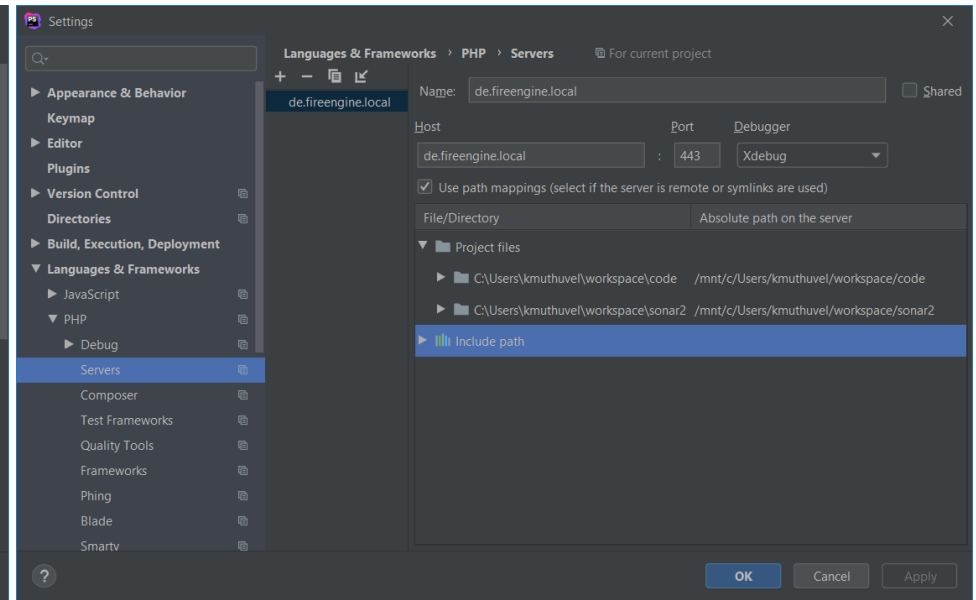 PS Settings
Languages & Frameworks › PHP › Servers For current project
Appearance & Behavior
Keymap
Editor
Plugins
Version Control
Directories
Build, Execution, Deployment
Languages & Frameworks
JavaScript
PHP
Debug
Servers
Composer
Test Frameworks
Quality Tools
Frameworks
Phing
Blade
Smarty
de.fireengine.local
Name: de.fireengine.local Shared
Host Port Debugger
de.fireengine.local : 443 Xdebug
Use path mappings (select if the server is remote or symlinks are used)
File/Directory Absolute path on the server
Project files
C:\Users\kmuthuvel\workspace\code /mnt/c/Users/kmuthuvel/workspace/code
C:\Users\kmuthuvel\workspace\sonar2 /mnt/c/Users/kmuthuvel/workspace/sonar2
Include path
? OK Cancel Apply